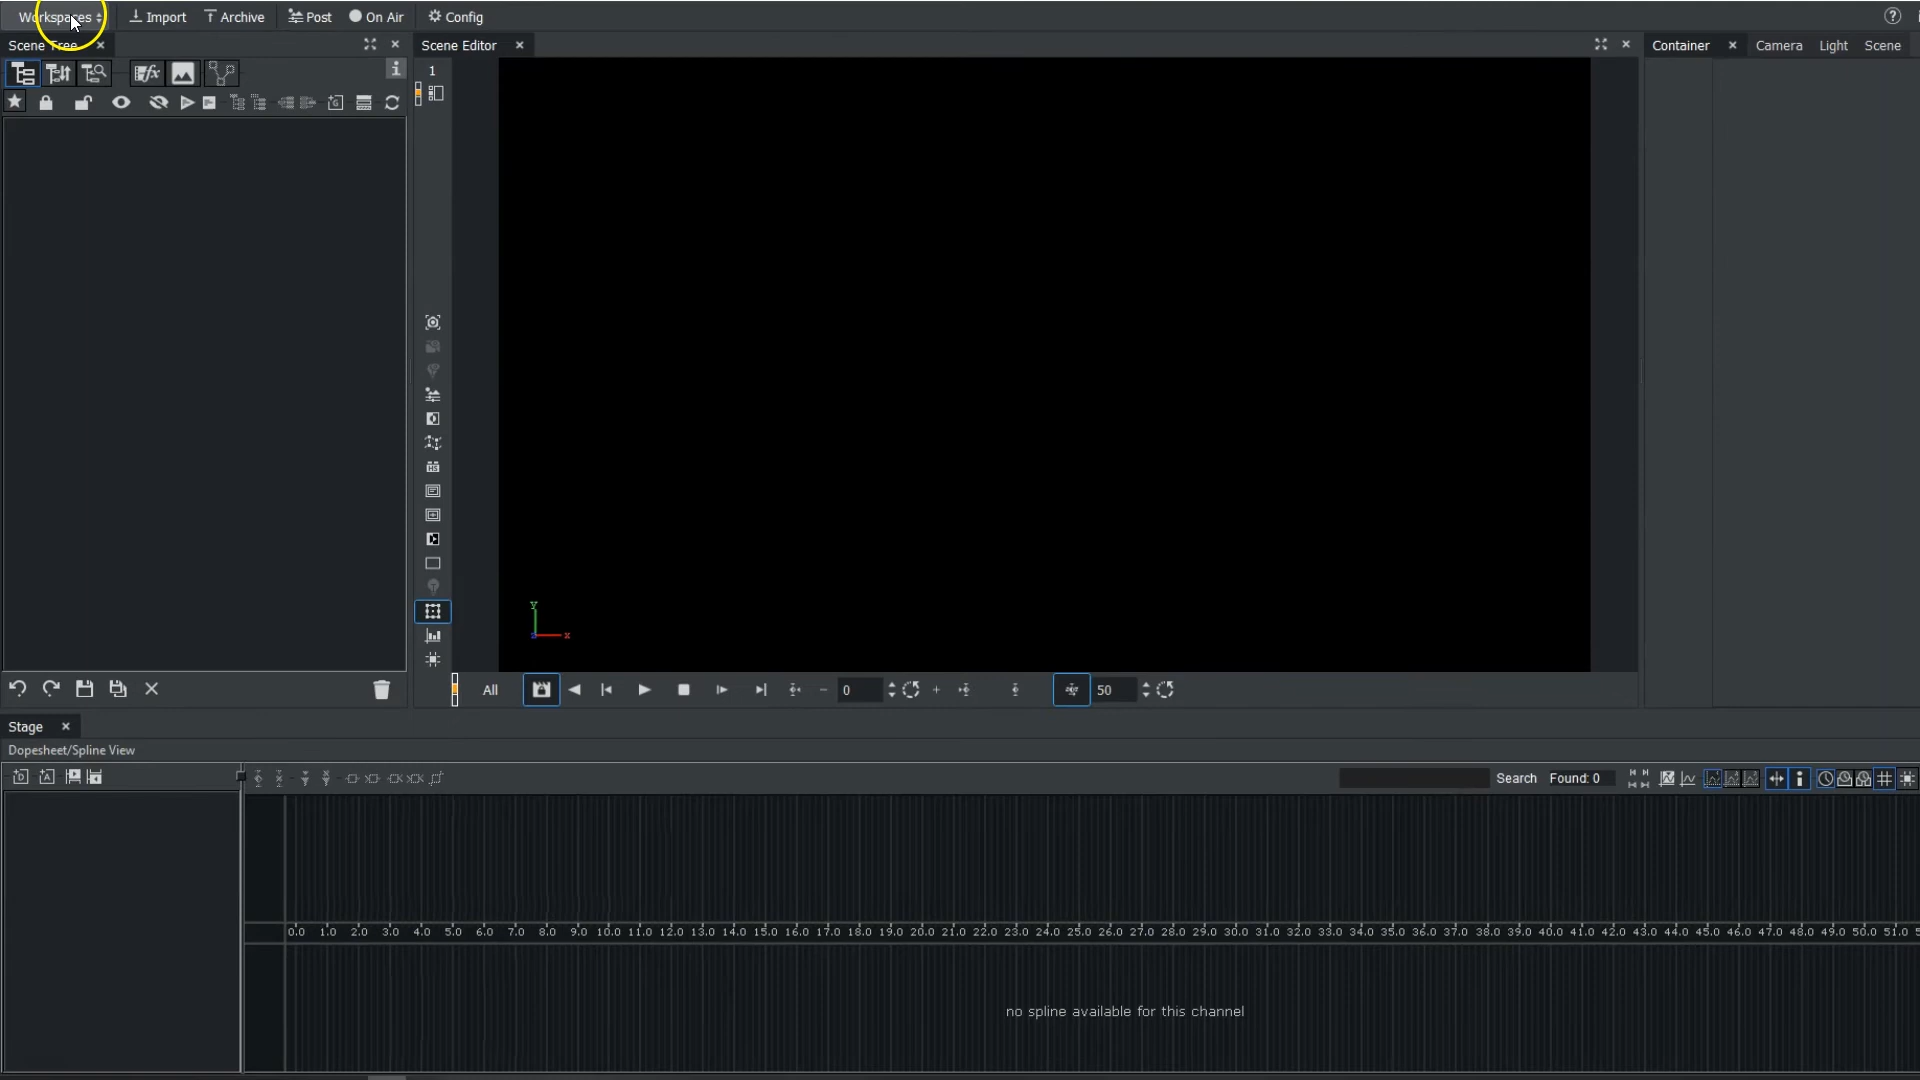 Workspaces Import Archive Post On Air Config
Scene Tree Scene Editor Container Camera Light Scene
1
Y
x
All 0 50
Stage
Dopesheet/Spline View
Search Found: 0
0.0 1.0 2.0 3.0 4.0 5.0 6.0 7.0 8.0 9.0 10.0 11.0 12.0 13.0 14.0 15.0 16.0 17.0 18.0 19.0 20.0 21.0 22.0 23.0 24.0 25.0 26.0 27.0 28.0 29.0 30.0 31.0 32.0 33.0 34.0 35.0 36.0 37.0 38.0 39.0 40.0 41.0 42.0 43.0 44.0 45.0 46.0 47.0 48.0 49.0 50.0 51.0
no spline available for this channel